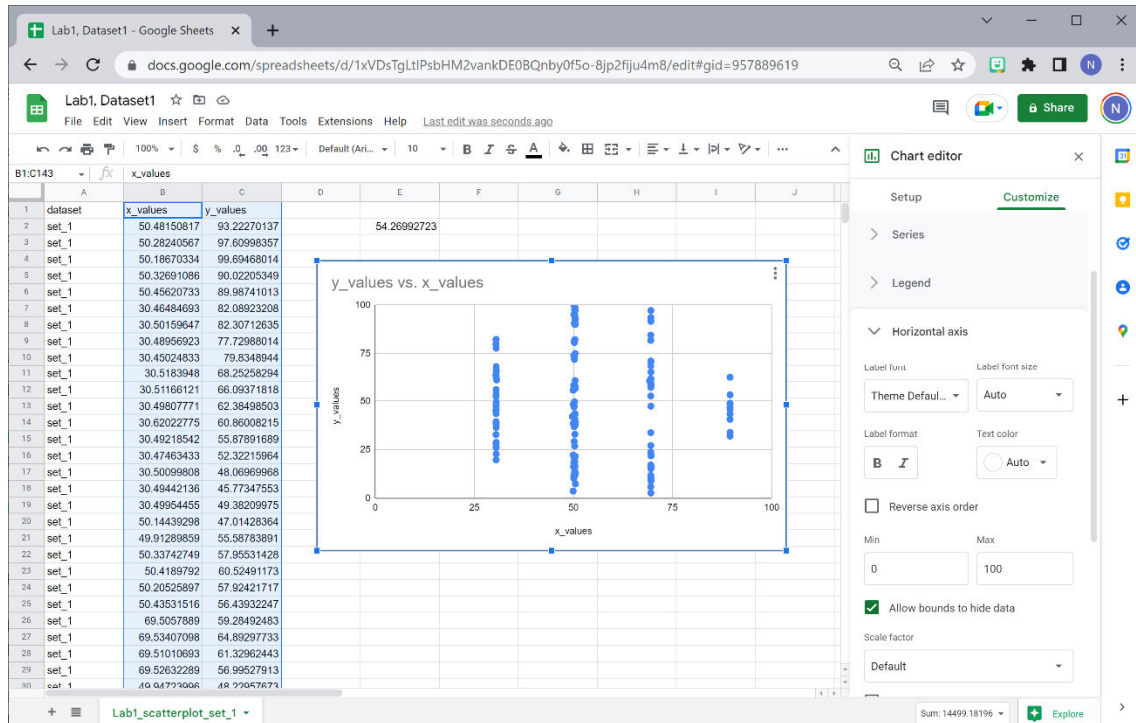 Lab1, Dataset1 - Google Sheets
docs.google.com/spreadsheets/d/1xVDsTgLtIPsbHM2vankDE0BQnby0f5o-8jp2fiju4m8/edit#gid=957889619
N
Lab1, Dataset1
Share
N
File Edit View Insert Format Data Tools Extensions Help Last edit was seconds ago
100% $ % .0 .00 123 Default (Ari... 10 B I S A
Chart editor
31
B1:C143 fx x_values
Setup Customize
A B C D E F G H I J
1 dataset x_values y_values
2 set_1 50.48150817 93.22270137 54.26992723
3 set_1 50.28240567 97.60998357
4 set_1 50.18670334 99.69468014
5 set_1 50.32691086 90.02205349
6 set_1 50.45620733 89.98741013
7 set_1 30.46484693 82.08923208
8 set_1 30.50159647 82.30712635
9 set_1 30.48956923 77.72988014
10 set_1 30.45024833 79.8348944
11 set_1 30.5183948 68.25258294
12 set_1 30.51166121 66.09371818
13 set_1 30.49807771 62.38498503
14 set_1 30.62022775 60.86008215
15 set_1 30.49218542 55.87891689
16 set_1 30.47463433 52.32215964
17 set_1 30.50099808 48.06969968
18 set_1 30.49442136 45.77347553
19 set_1 30.49954455 49.38209975
20 set_1 50.14439298 47.01428364
21 set_1 49.91289859 55.58783891
22 set_1 50.33742749 57.95531428
23 set_1 50.4189792 60.52491173
24 set_1 50.20525897 57.92421717
25 set_1 50.43531516 56.43932247
26 set_1 69.5057889 59.28492483
27 set_1 69.53407098 64.89297733
28 set_1 69.51010693 61.32962443
29 set_1 69.52632289 56.99527913
30 set_1 49.94723996 48.22957673
y_values vs. x_values
100
75
50
25
0
y_values
0 25 50 75 100
x_values
Series
Legend
Horizontal axis
Label font Label font size
Theme Defaul... Auto
Label format Text color
B I Auto
Reverse axis order
Min Max
0 100
Allow bounds to hide data
Scale factor
Default
Lab1_scatterplot_set_1
Sum: 14499.18196
Explore